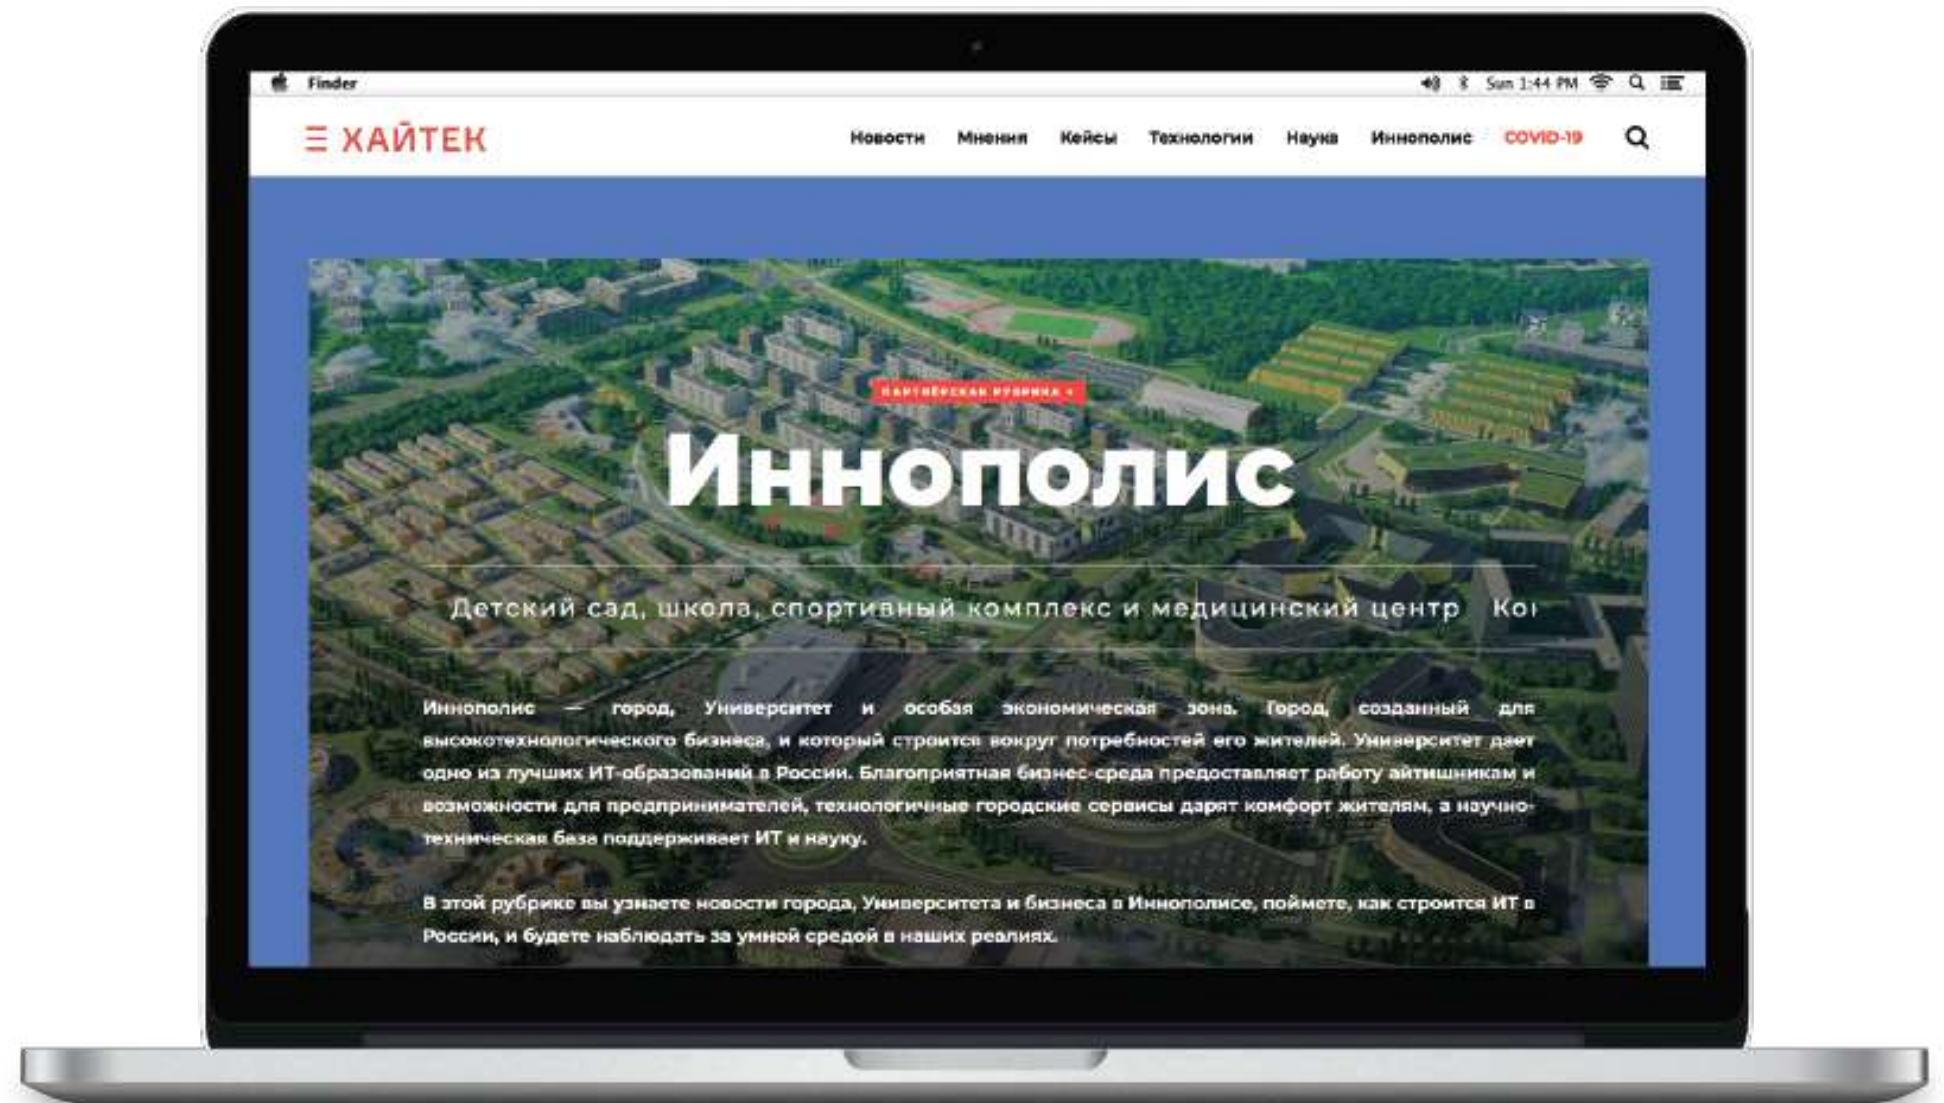 Finder
Sun 1:44 PM
ХАЙТЕК
Новости Мнения Кейсы Технологии Наука Иннополис COVID-19
ПАРТНЁРСКАЯ РУБРИКА
Иннополис
Детский сад, школа, спортивный комплекс и медицинский центр
Иннополис — город, Университет и особая экономическая зона. Город, созданный для
высокотехнологического бизнеса, и который строится вокруг потребностей его жителей. Университет дает
одно из лучших ИТ-образований в России. Благоприятная бизнес-среда предоставляет работу айтишникам и
возможности для предпринимателей, технологичные городские сервисы дарят комфорт жителям, а научно-
техническая база поддерживает ИТ и науку.
В этой рубрике вы узнаете новости города, Университета и бизнеса в Иннополисе, поймете, как строится ИТ в
России, и будете наблюдать за умной средой в наших реалиях.